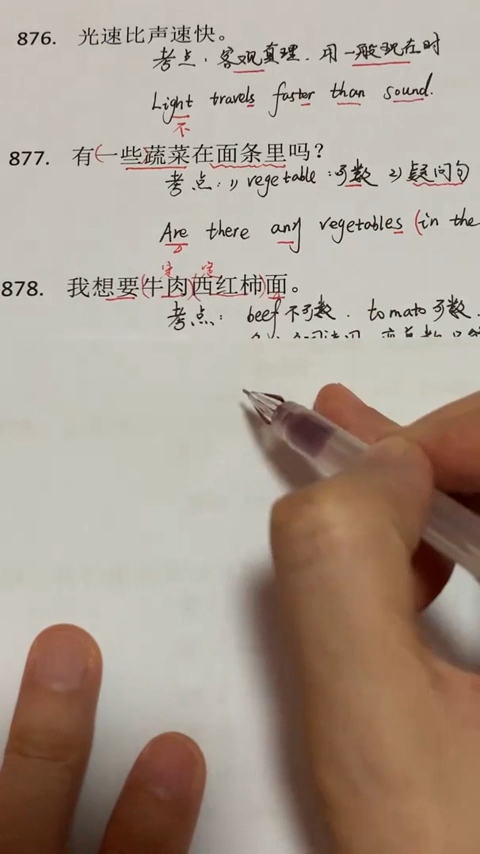 876. 光速比声速快。
考点：客观真理，用一般现在时
Light travels faster than sound.
不
877. 有(一些)蔬菜在面条里吗？
考点：1) vegetable：可数 2) 疑问句
Are there any vegetables (in the
定 定
878. 我想要(牛肉)(西红柿)面。
考点： beef 不可数． tomato 可数．